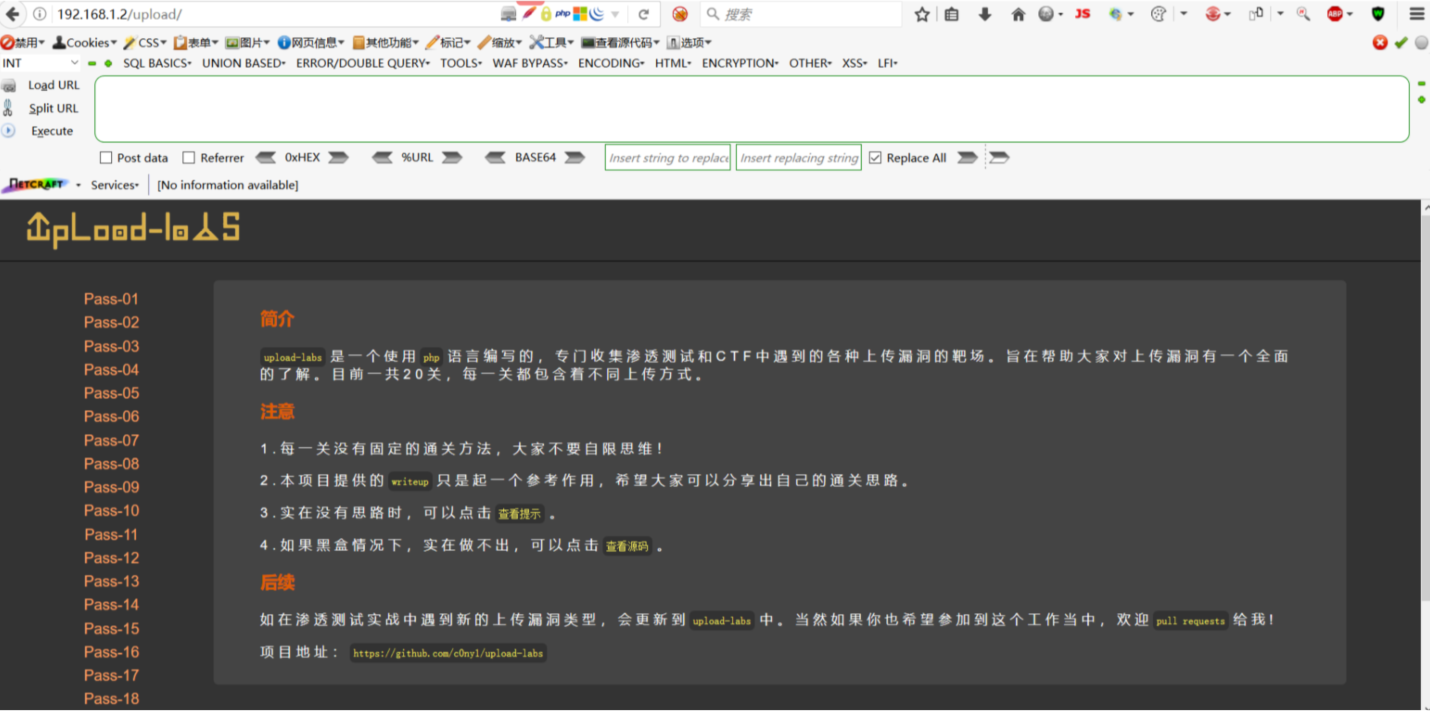 192.168.1.2/upload/
php
搜索
JS
ABP
禁用 Cookies CSS 表单 图片 网页信息 其他功能 标记 缩放 工具 查看源代码 选项
INT SQL BASICS UNION BASED ERROR/DOUBLE QUERY TOOLS WAF BYPASS ENCODING HTML ENCRYPTION OTHER XSS LFI
Load URL
Split URL
Execute
Post data Referrer 0xHEX %URL BASE64 Insert string to replace Insert replacing string Replace All
NETCRAFT Services [No information available]
UpLoad-labs
Pass-01
Pass-02
Pass-03
Pass-04
Pass-05
Pass-06
Pass-07
Pass-08
Pass-09
Pass-10
Pass-11
Pass-12
Pass-13
Pass-14
Pass-15
Pass-16
Pass-17
Pass-18
简介
upload-labs 是一个使用 php 语言编写的，专门收集渗透测试和CTF中遇到的各种上传漏洞的靶场。旨在帮助大家对上传漏洞有一个全面
的了解。目前一共20关，每一关都包含着不同上传方式。
注意
1.每一关没有固定的通关方法，大家不要自限思维！
2.本项目提供的 writeup 只是起一个参考作用，希望大家可以分享出自己的通关思路。
3.实在没有思路时，可以点击 查看提示 。
4.如果黑盒情况下，实在做不出，可以点击 查看源码 。
后续
如在渗透测试实战中遇到新的上传漏洞类型，会更新到 upload-labs 中。当然如果你也希望参加到这个工作当中，欢迎 pull requests 给我！
项目地址： https://github.com/c0ny1/upload-labs